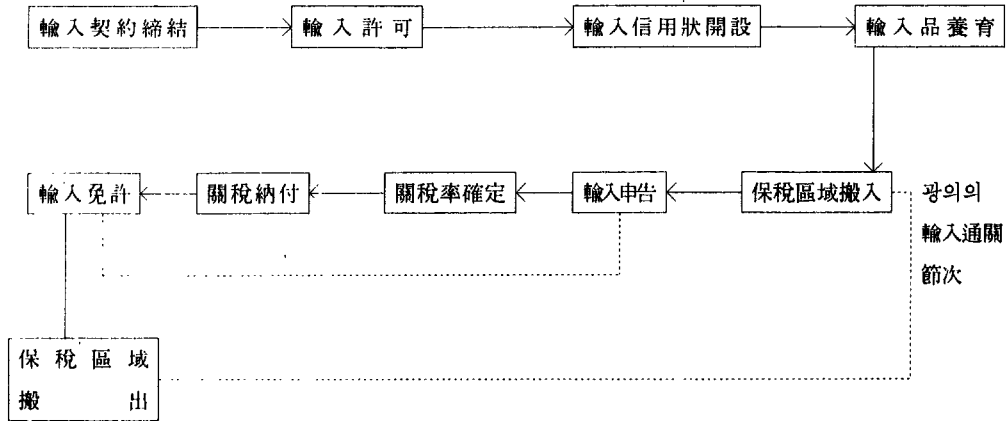 輸入契約締結
輸入許可
輸入信用狀開設
輸入品養育
輸入免許
關稅納付
關稅率確定
輸入申告
保稅區域搬入
광의의
輸入通關
節次
保稅區域
搬出